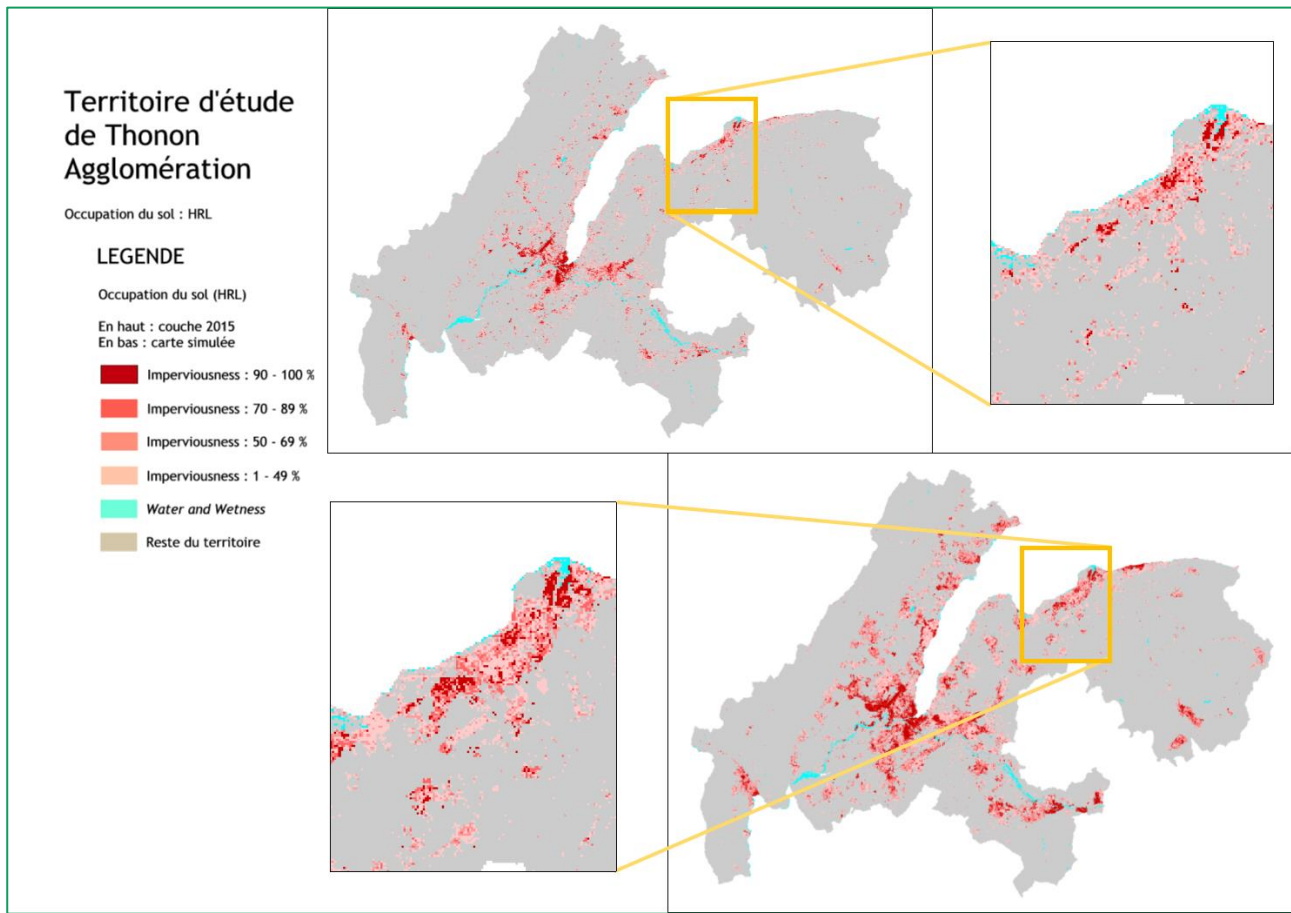 Territoire d'étude
de Thonon
Agglomération
Occupation du sol : HRL
LEGENDE
Occupation du sol (HRL)
En haut : couche 2015
En bas : carte simulée
Imperviousness : 90 - 100 %
Imperviousness : 70 - 89 %
Imperviousness : 50 - 69 %
Imperviousness : 1 - 49 %
Water and Wetness
Reste du territoire